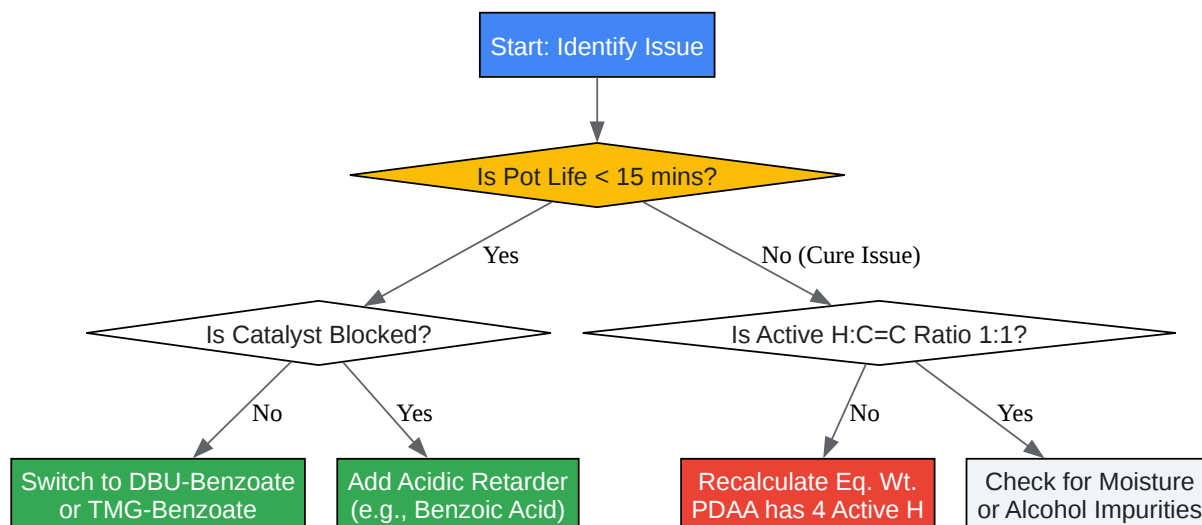 Start: Identify Issue
Is Pot Life < 15 mins?
Yes
No (Cure Issue)
Is Catalyst Blocked?
Is Active H:C=C Ratio 1:1?
No
Yes
No
Yes
Switch to DBU-Benzoate
or TMG-Benzoate
Add Acidic Retarder
(e.g., Benzoic Acid)
Recalculate Eq. Wt.
PDAA has 4 Active H
Check for Moisture
or Alcohol Impurities